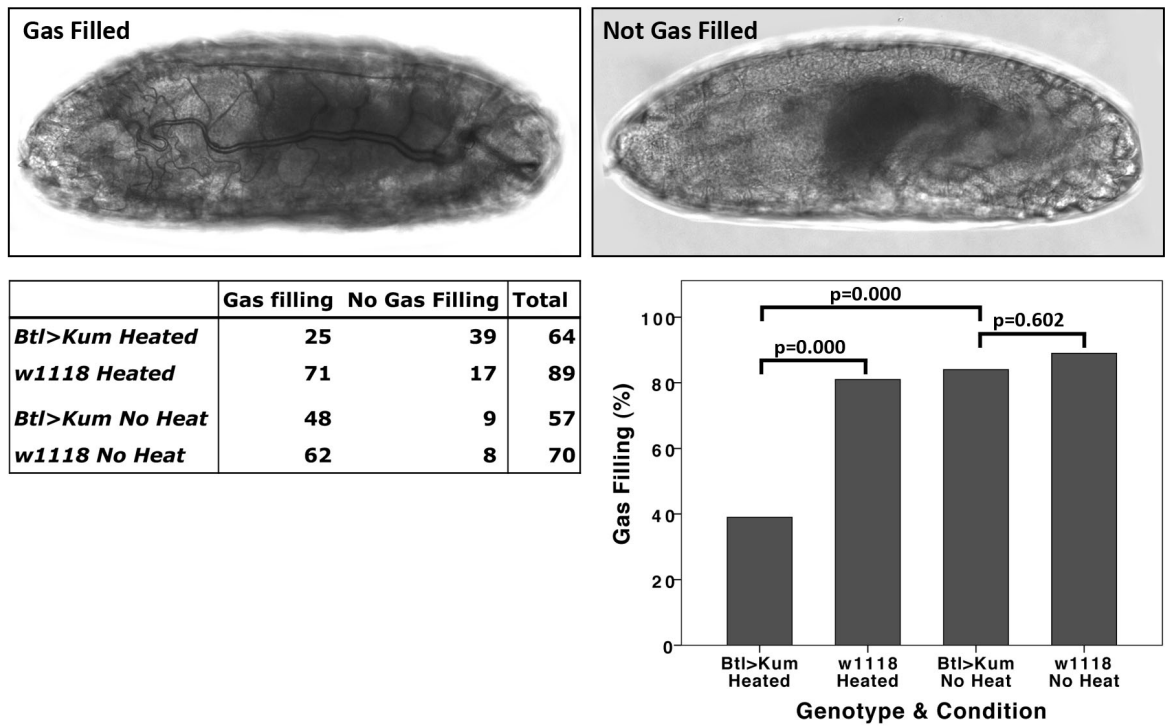 Gas Filled
Not Gas Filled
Gas filling No Gas Filling Total
Btl>Kum Heated 25 39 64
w1118 Heated 71 17 89
Btl>Kum No Heat 48 9 57
w1118 No Heat 62 8 70
p=0.000
p=0.602
p=0.000
100
80
60
40
20
0
Gas Filling (%)
Btl>Kum Heated
w1118 Heated
Btl>Kum No Heat
w1118 No Heat
Genotype & Condition